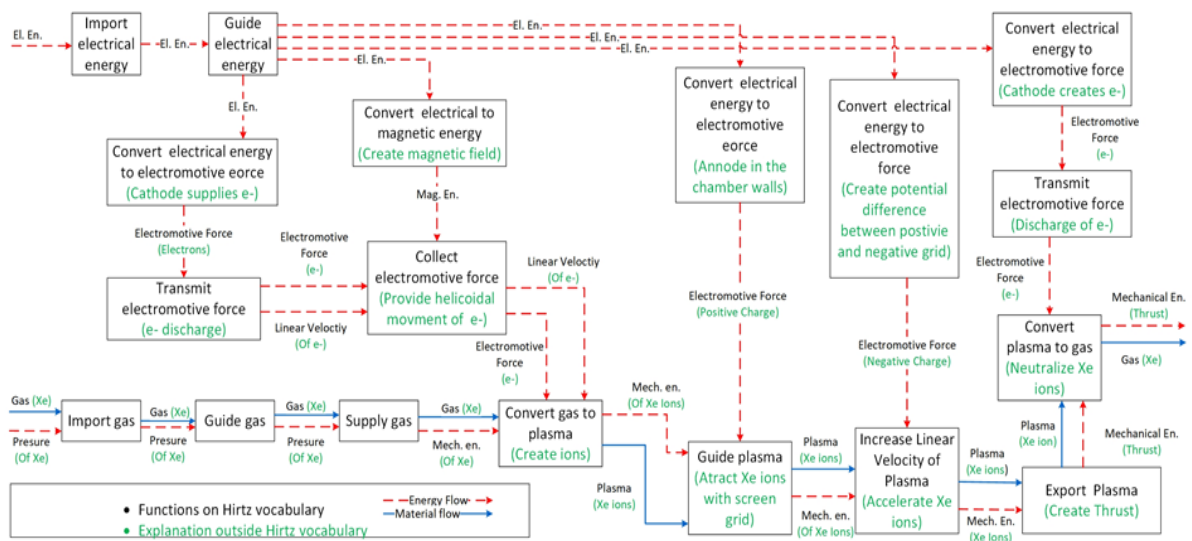 El. En.
Import
electrical
energy
El. En.
Guide
electrical
energy
El. En.
El. En.
El. En.
El. En.
El. En.
Convert electrical
energy to
electromotive force
(Cathode creates e-)
Convert electrical
energy to
electromotive
eorce
(Annode in the
chamber walls)
Convert electrical
energy to
electromotive
force
(Create potential
difference
between postivie
and negative grid)
Convert electrical to
magnetic energy
(Create magnetic field)
Convert electrical energy
to electromotive eorce
(Cathode supplies e-)
Electromotive
Force
(e-)
Transmit
electromotive force
(Discharge of e-)
Mag. En.
Electromotive Force
(Electrons)
Electromotive
Force
(e-)
Collect
electromotive force
(Provide helicoidal
movment of e-)
Linear Veloctiy
(Of e-)
Transmit
electromotive force
(e- discharge)
Linear Velocity
(Of e-)
Electromotive
Force
(e-)
Electromotive Force
(Positive Charge)
Electromotive Force
(Negative Charge)
Electromotive
Force
(e-)
Convert
plasma to gas
(Neutralize Xe
ions)
Mechanical En.
(Thrust)
Gas (Xe)
Gas (Xe)
Presure
(Of Xe)
Import gas
Gas (Xe)
Presure
(Of Xe)
Guide gas
Gas (Xe)
Presure
(Of Xe)
Supply gas
Gas (Xe)
Mech. en.
(Of Xe)
Convert gas to
plasma
(Create ions)
Mech. en.
(Of Xe Ions)
Plasma
(Xe ions)
Guide plasma
(Atract Xe ions
with screen
grid)
Plasma
(Xe ions)
Mech. en.
(Of Xe Ions)
Increase Linear
Velocity of
Plasma
(Accelerate Xe
ions)
Plasma
(Xe ions)
Mech. En.
(Xe Ions)
Export Plasma
(Create Thrust)
Plasma
(Xe ion)
Mechanical En.
(Thrust)
• Functions on Hirtz vocabulary
• Explanation outside Hirtz vocabulary
Energy Flow
Material flow